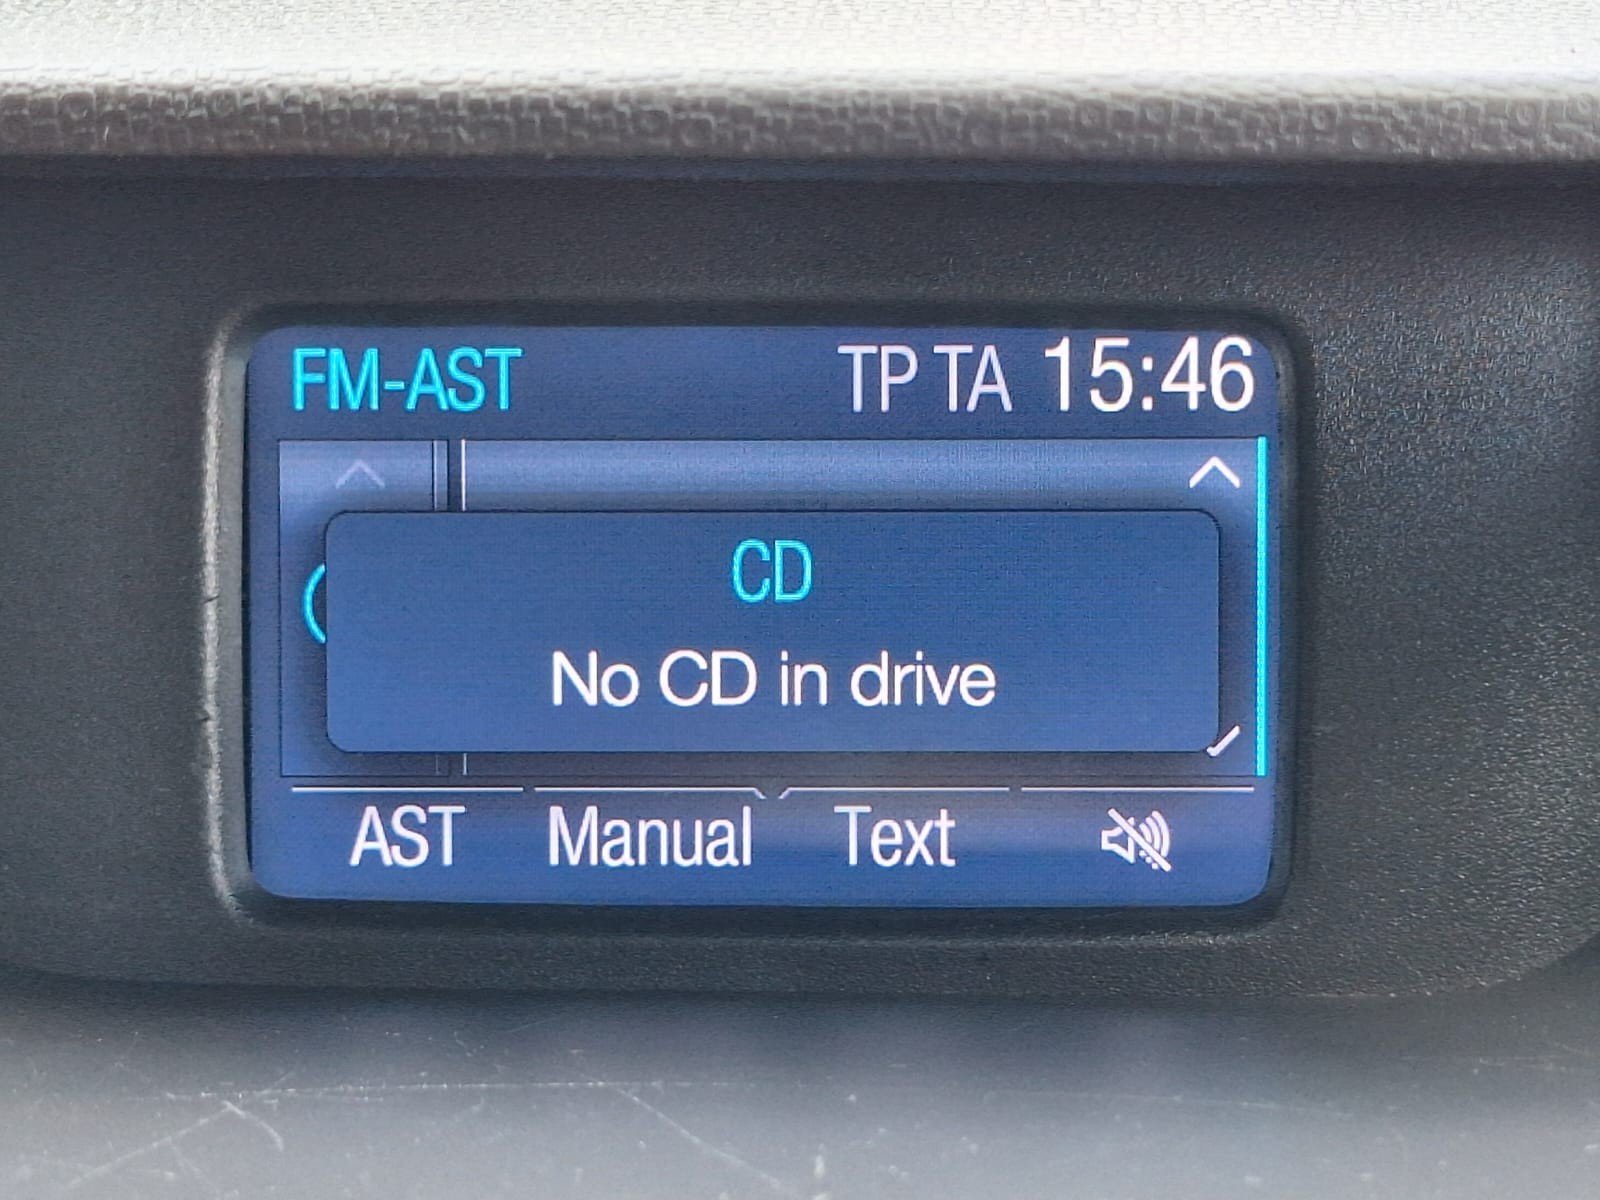 FM-AST TP TA 15:46
CD
No CD in drive
AST Manual Text